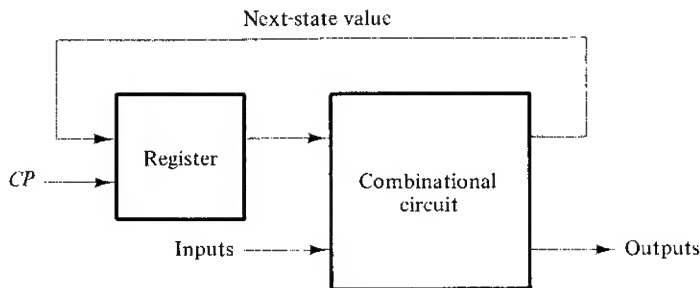 Next-state value
Register
CP
Combinational
circuit
Inputs
Outputs